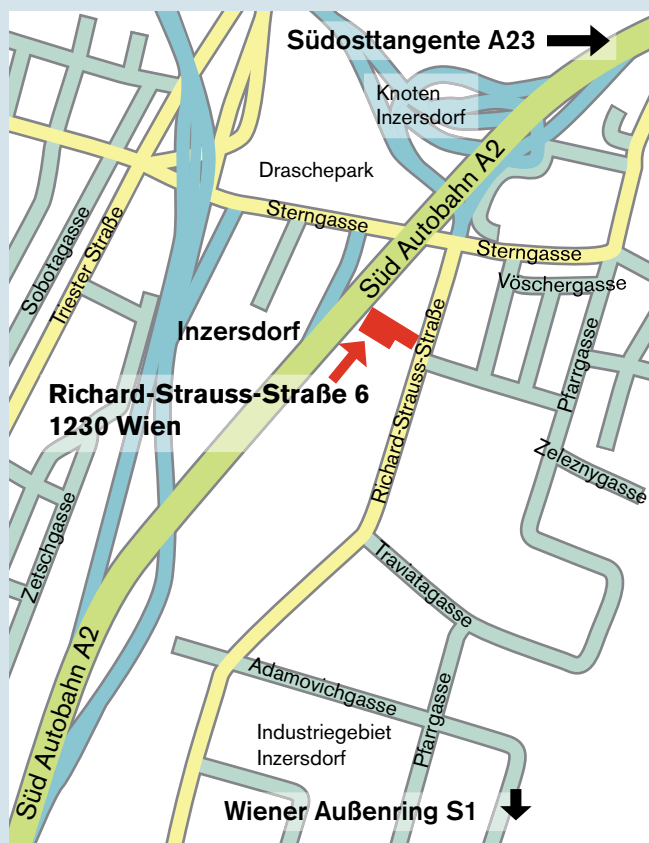 Südosttangente A23
Knoten
Inzersdorf
Draschepark
Süd Autobahn A2
Sterngasse
Sterngasse
Sobotagasse
Triester Straße
Vöschergasse
Inzersdorf
Richard-Strauss-Straße
Pfarrgasse
Richard-Strauss-Straße 6
1230 Wien
Zeleznygasse
Zetschgasse
Traviatagasse
Süd Autobahn A2
Adamovichgasse
Pfarrgasse
Industriegebiet
Inzersdorf
Wiener Außenring S1